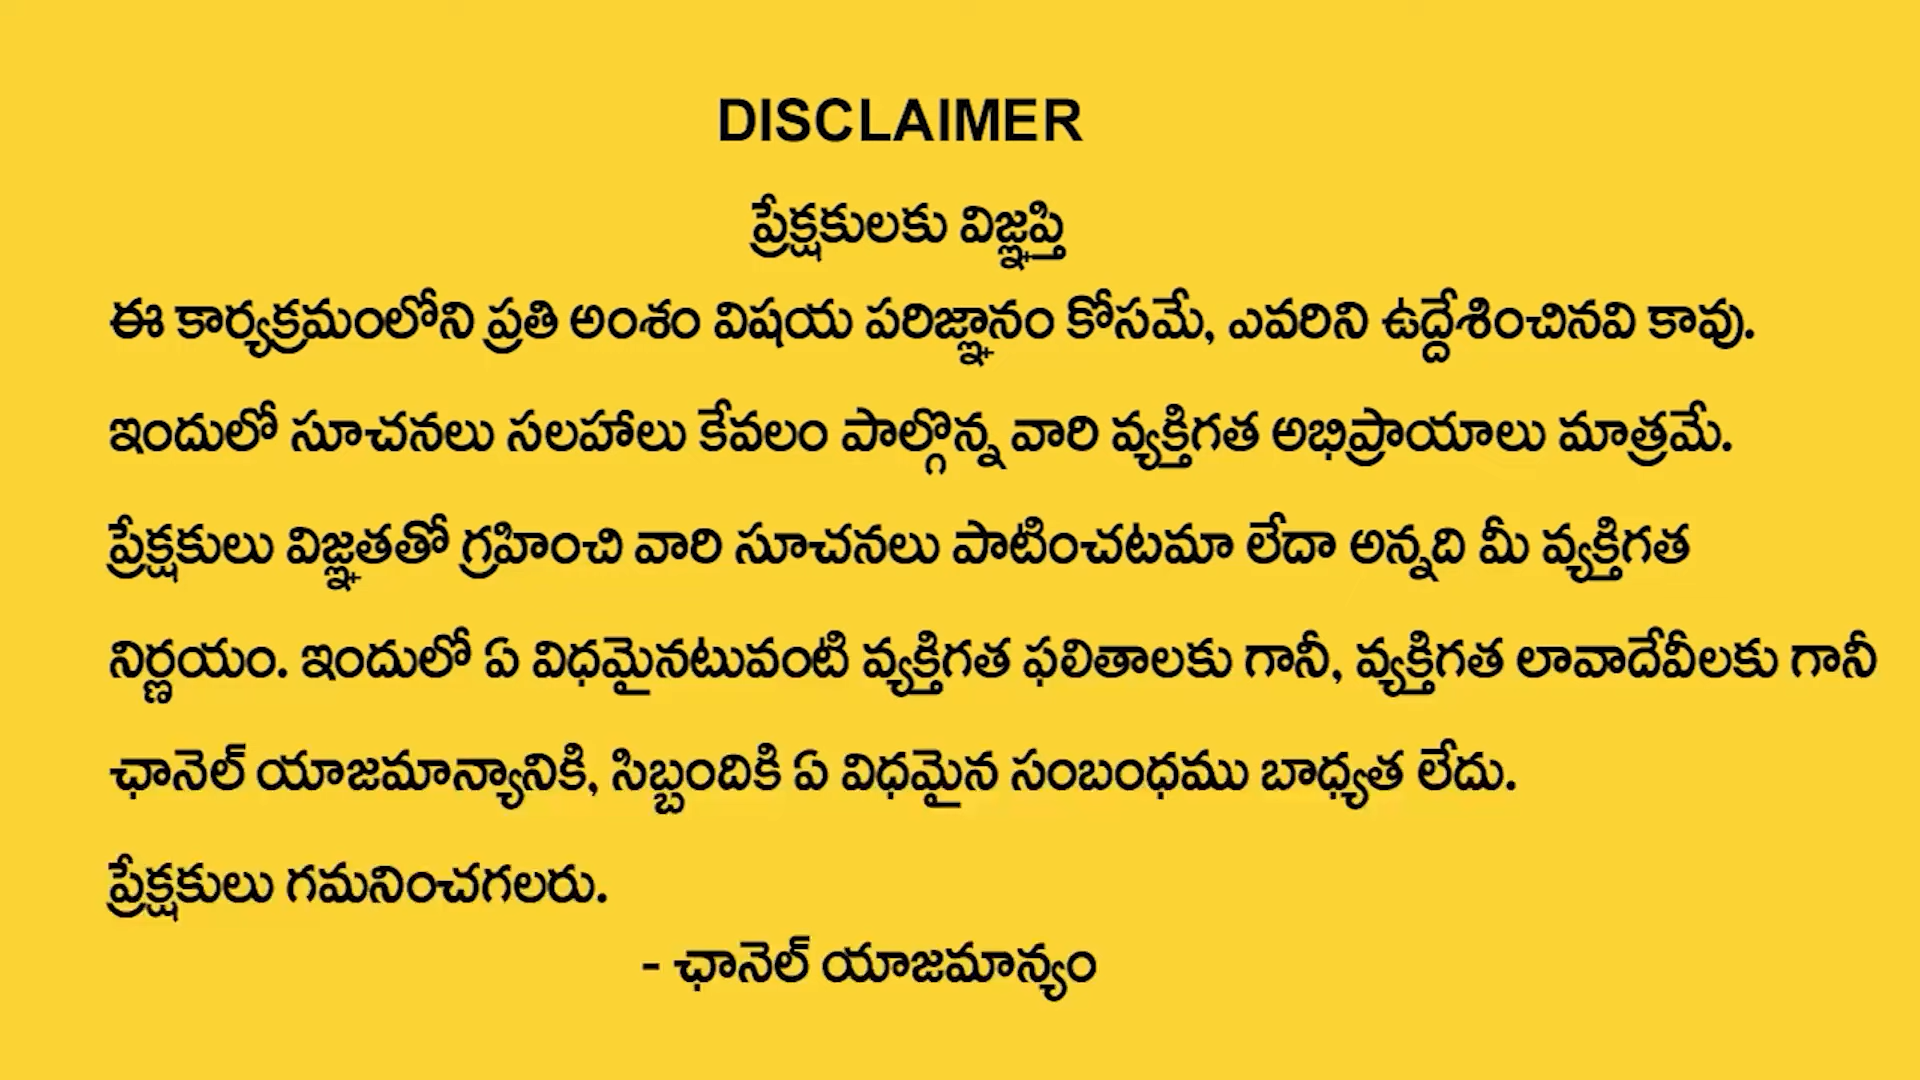 DISCLAIMER
ప్రేక్షకులకు విజ్ఞప్తి
ఈ కార్యక్రమంలోని ప్రతి అంశం విషయ పరిజ్ఞానం కోసమే, ఎవరిని ఉద్దేశించినవి కావు.
ఇందులో సూచనలు సలహాలు కేవలం పాల్గొన్న వారి వ్యక్తిగత అభిప్రాయాలు మాత్రమే.
ప్రేక్షకులు విజ్ఞతతో గ్రహించి వారి సూచనలు పాటించటమా లేదా అన్నది మీ వ్యక్తిగత
నిర్ణయం. ఇందులో ఏ విధమైనటువంటి వ్యక్తిగత ఫలితాలకు గానీ, వ్యక్తిగత లావాదేవీలకు గానీ
ఛానెల్ యాజమాన్యానికి, సిబ్బందికి ఏ విధమైన సంబంధము బాధ్యత లేదు.
ప్రేక్షకులు గమనించగలరు.
- ఛానెల్ యాజమాన్యం